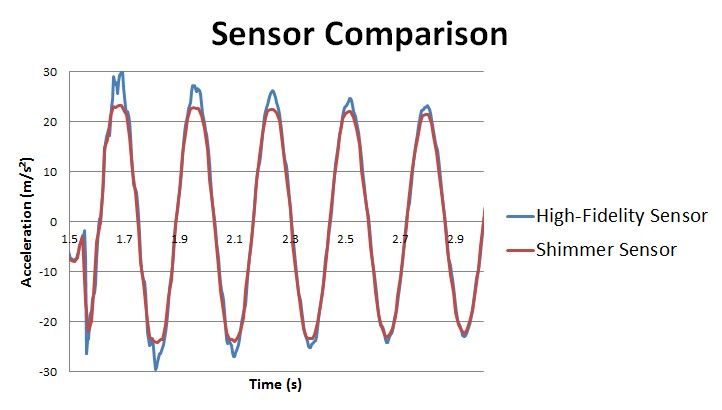 Sensor Comparison
30
20
10
0
-10
-20
-30
1.5 1.7 1.9 2.1 2.3 2.5 2.7 2.9
Acceleration (m/s²)
Time (s)
High-Fidelity Sensor
Shimmer Sensor